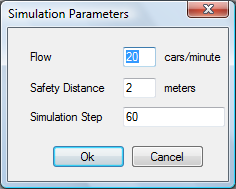 Simulation Parameters
Flow 20 cars/minute
Safety Distance 2 meters
Simulation Step 60
Ok Cancel